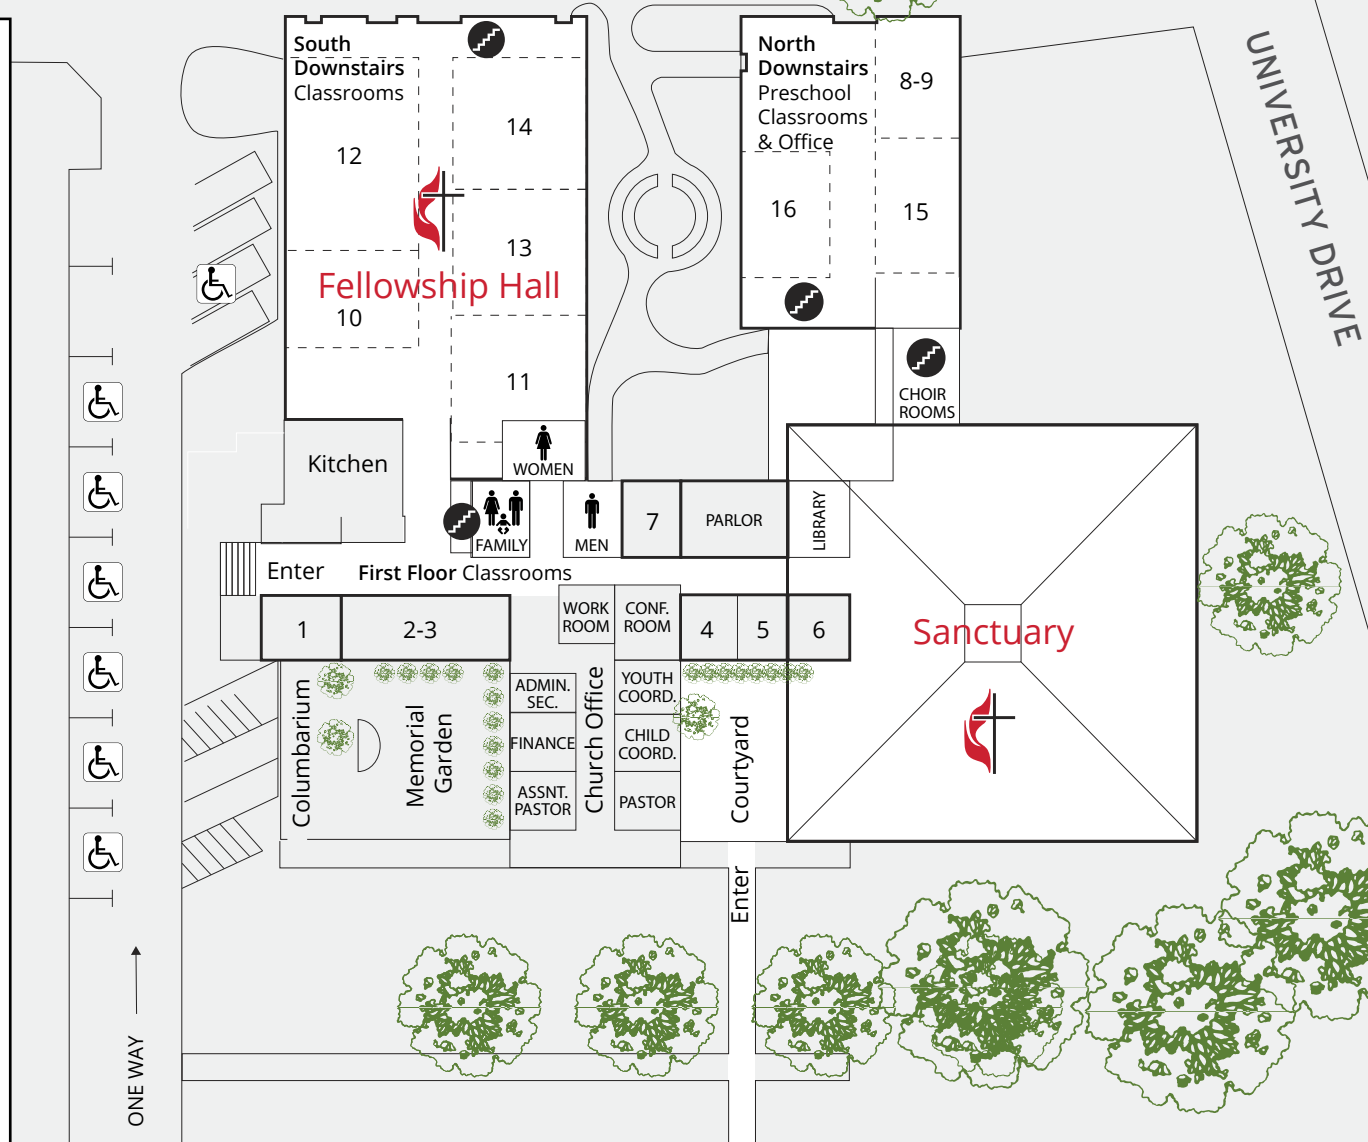 South
Downstairs
Classrooms
12
14
13
Fellowship Hall
10
11
North
Downstairs
Preschool
Classrooms
& Office
8-9
16
15
UNIVERSITY DRIVE
CHOIR
ROOMS
Kitchen
WOMEN
FAMILY
MEN
7
PARLOR
LIBRARY
Enter
First Floor Classrooms
1
2-3
WORK
ROOM
CONF.
ROOM
4
5
6
Sanctuary
Columbarium
Memorial
Garden
ADMIN.
SEC.
FINANCE
ASSNT.
PASTOR
Church Office
YOUTH
COORD.
CHILD
COORD.
PASTOR
Courtyard
Enter
ONE WAY